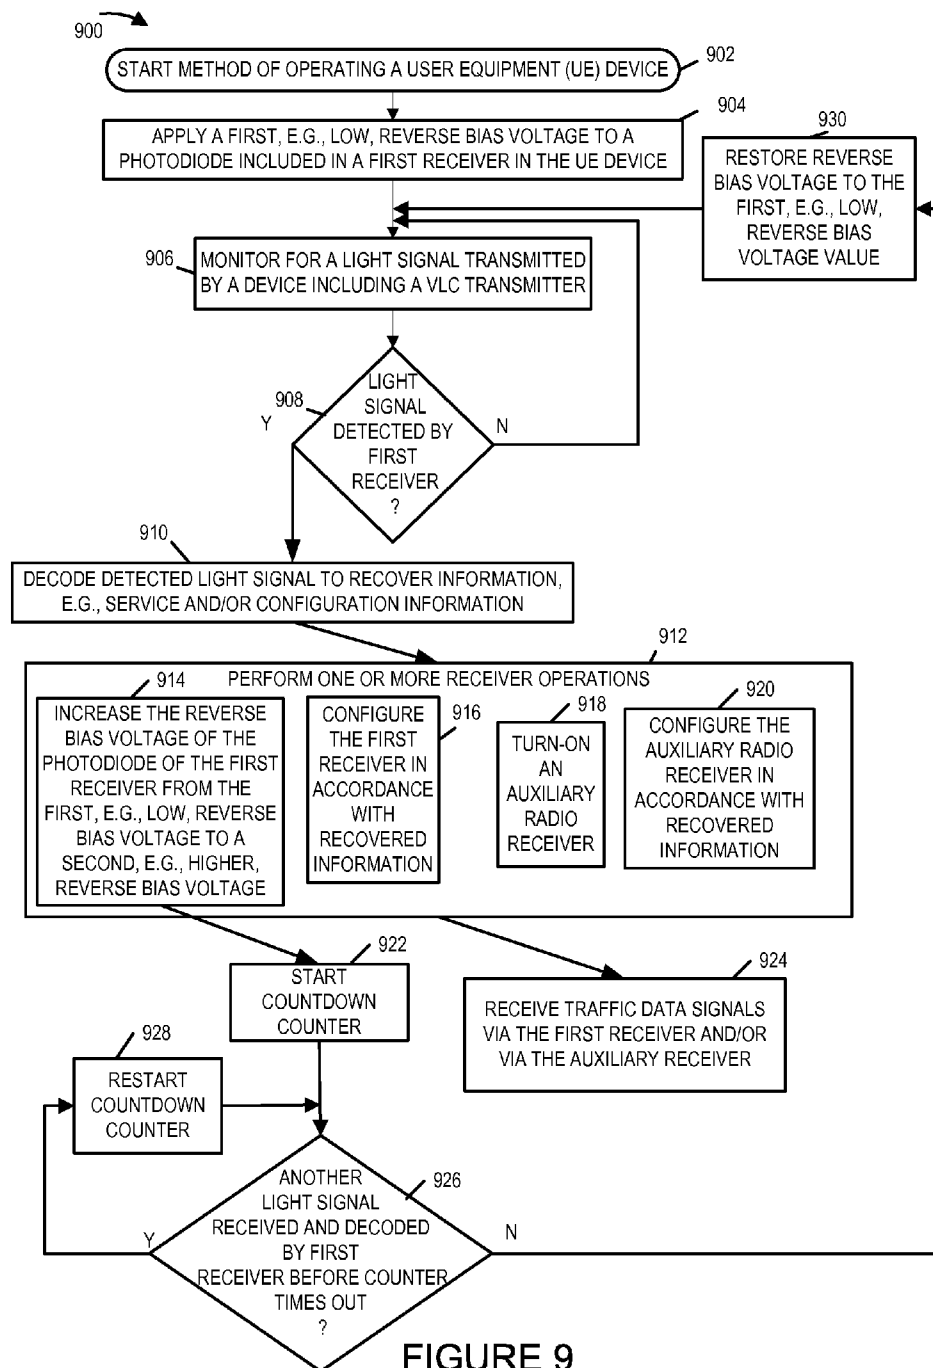 900
START METHOD OF OPERATING A USER EQUIPMENT (UE) DEVICE
902
904
APPLY A FIRST, E.G., LOW, REVERSE BIAS VOLTAGE TO A
PHOTODIODE INCLUDED IN A FIRST RECEIVER IN THE UE DEVICE
930
RESTORE REVERSE
BIAS VOLTAGE TO THE
FIRST, E.G., LOW,
REVERSE BIAS
VOLTAGE VALUE
906
MONITOR FOR A LIGHT SIGNAL TRANSMITTED
BY A DEVICE INCLUDING A VLC TRANSMITTER
908
LIGHT
SIGNAL
DETECTED BY
FIRST
RECEIVER
?
Y
N
910
DECODE DETECTED LIGHT SIGNAL TO RECOVER INFORMATION,
E.G., SERVICE AND/OR CONFIGURATION INFORMATION
912
PERFORM ONE OR MORE RECEIVER OPERATIONS
914
INCREASE THE REVERSE
BIAS VOLTAGE OF THE
PHOTODIODE OF THE FIRST
RECEIVER FROM THE
FIRST, E.G., LOW, REVERSE
BIAS VOLTAGE TO A
SECOND, E.G., HIGHER,
REVERSE BIAS VOLTAGE
916
CONFIGURE
THE FIRST
RECEIVER IN
ACCORDANCE
WITH
RECOVERED
INFORMATION
918
TURN-ON
AN
AUXILIARY
RADIO
RECEIVER
920
CONFIGURE THE
AUXILIARY RADIO
RECEIVER IN
ACCORDANCE WITH
RECOVERED
INFORMATION
922
START
COUNTDOWN
COUNTER
924
RECEIVE TRAFFIC DATA SIGNALS
VIA THE FIRST RECEIVER AND/OR
VIA THE AUXILIARY RECEIVER
928
RESTART
COUNTDOWN
COUNTER
926
ANOTHER
LIGHT SIGNAL
RECEIVED AND DECODED
BY FIRST
RECEIVER BEFORE COUNTER
TIMES OUT
?
Y
N
FIGURE 9